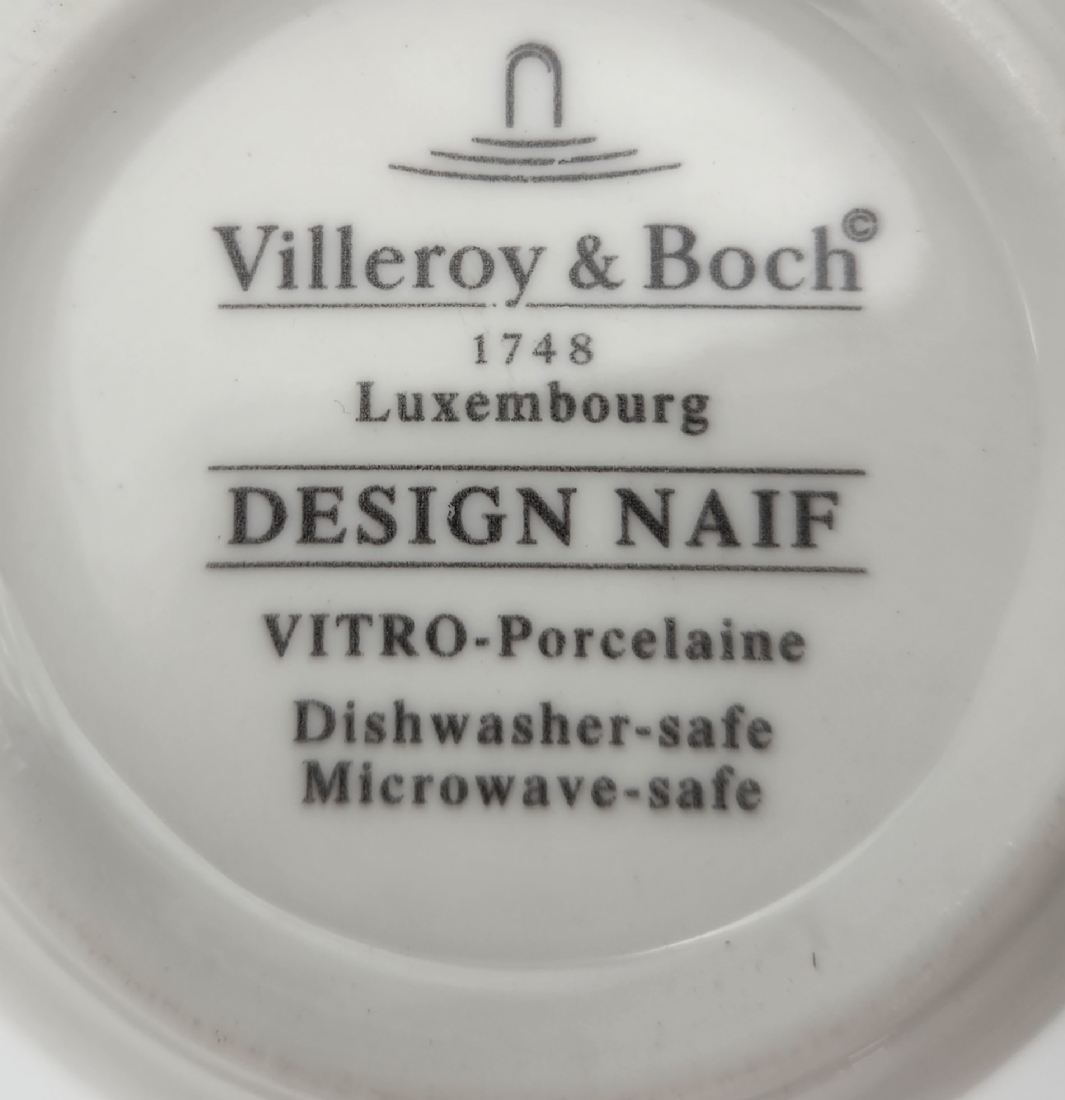 Villeroy & Boch©
1748
Luxembourg
DESIGN NAIF
VITRO-Porcelaine
Dishwasher-safe
Microwave-safe